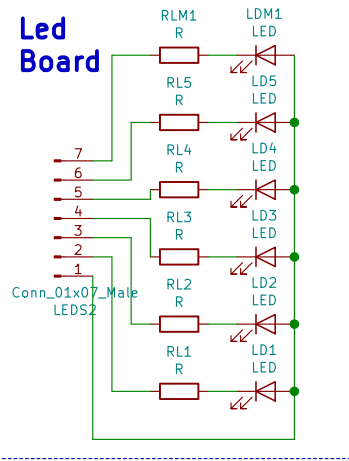 Led
Board
RLM1
R
LDM1
LED
RL5
R
LD5
LED
RL4
R
LD4
LED
RL3
R
LD3
LED
RL2
R
LD2
LED
RL1
R
LD1
LED
7
6
5
4
3
2
1
Conn_01x07_Male
LEDS2